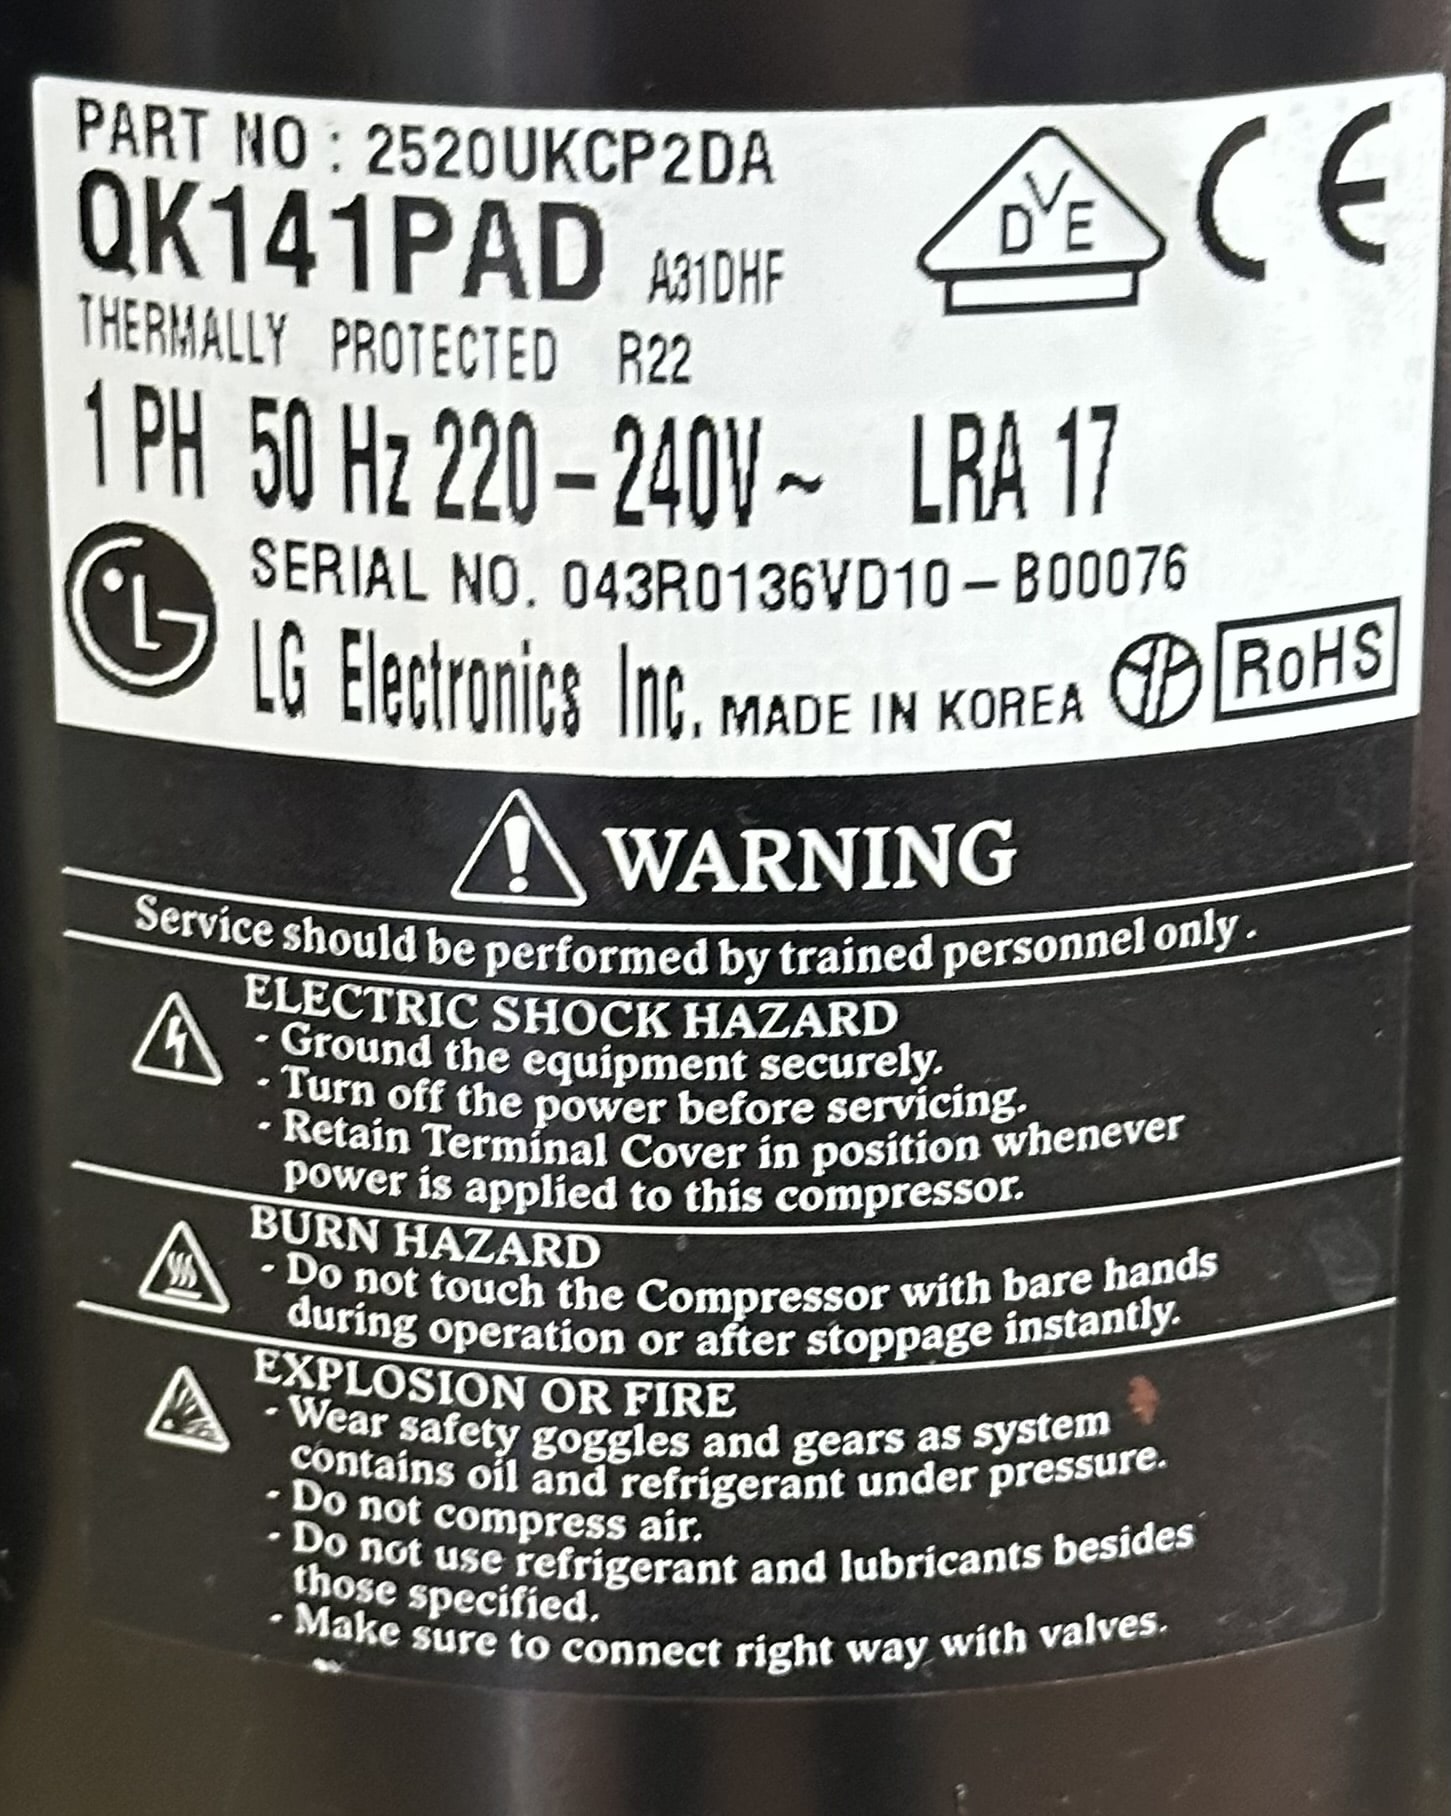 PART NO : 2520UKCP2DA
QK141PAD A31DHF
DVE
CE
THERMALLY PROTECTED R22
1 PH 50 Hz 220-240V~ LRA 17
SERIAL NO. 043R0136VD10-B00076
LG
LG Electronics Inc. MADE IN KOREA
RoHS
WARNING
Service should be performed by trained personnel only.
ELECTRIC SHOCK HAZARD
- Ground the equipment securely.
- Turn off the power before servicing.
- Retain Terminal Cover in position whenever
power is applied to this compressor.
BURN HAZARD
- Do not touch the Compressor with bare hands
during operation or after stoppage instantly.
EXPLOSION OR FIRE
- Wear safety goggles and gears as system
contains oil and refrigerant under pressure.
- Do not compress air.
- Do not use refrigerant and lubricants besides
those specified.
- Make sure to connect right way with valves.